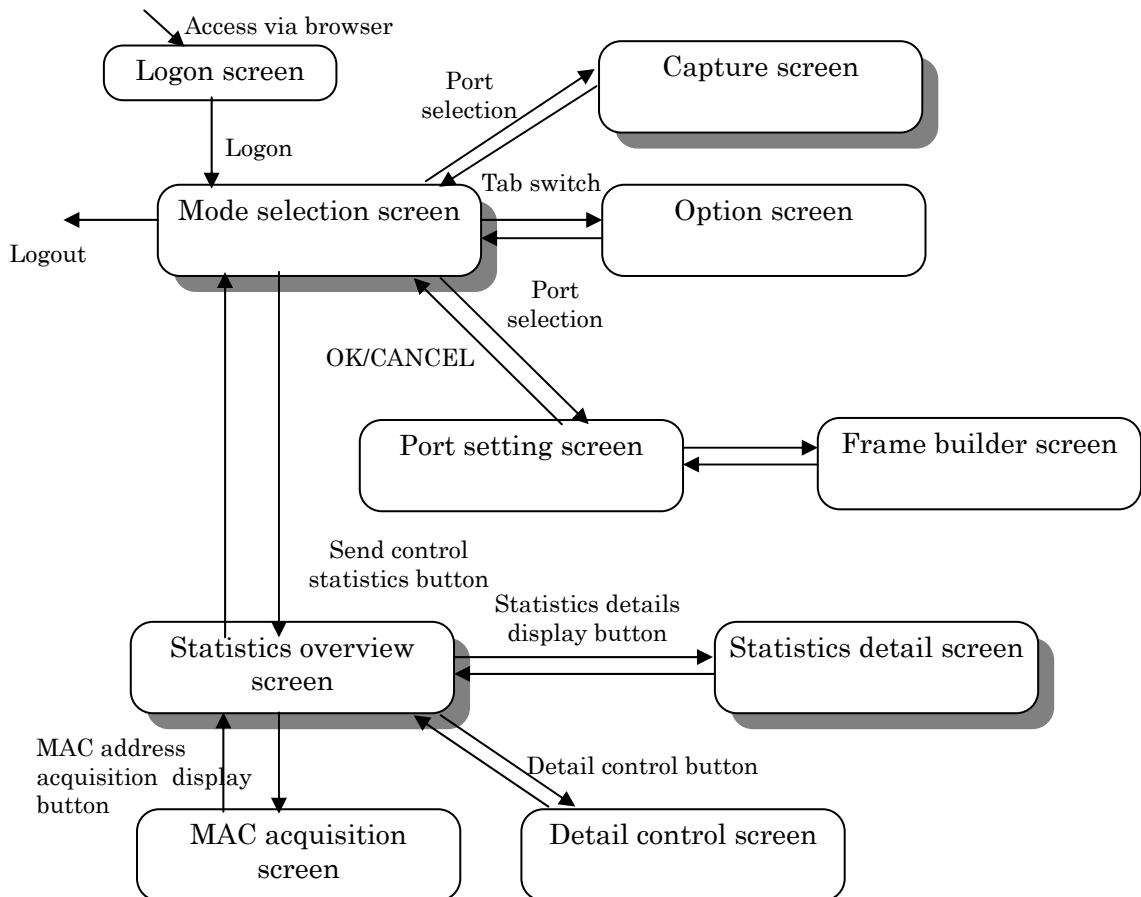 Access via browser
Logon screen
Port
selection
Capture screen
Logon
Tab switch
Mode selection screen
Option screen
Logout
Port
selection
OK/CANCEL
Port setting screen
Frame builder screen
Send control
statistics button
Statistics details
display button
Statistics overview
screen
Statistics detail screen
MAC address
acquisition  display
button
Detail control button
MAC acquisition
screen
Detail control screen